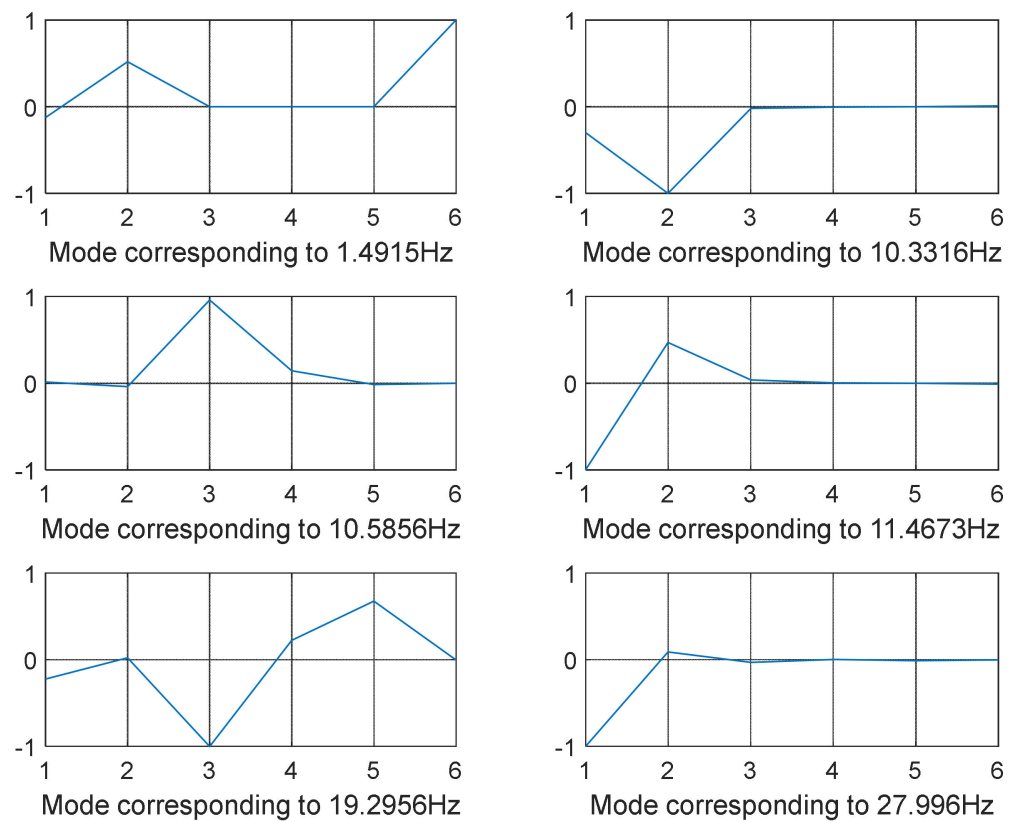 1
0
-1
1 2 3 4 5 6
Mode corresponding to 1.4915Hz
1
0
-1
1 2 3 4 5 6
Mode corresponding to 10.3316Hz
1
0
-1
1 2 3 4 5 6
Mode corresponding to 10.5856Hz
1
0
-1
1 2 3 4 5 6
Mode corresponding to 11.4673Hz
1
0
-1
1 2 3 4 5 6
Mode corresponding to 19.2956Hz
1
0
-1
1 2 3 4 5 6
Mode corresponding to 27.996Hz